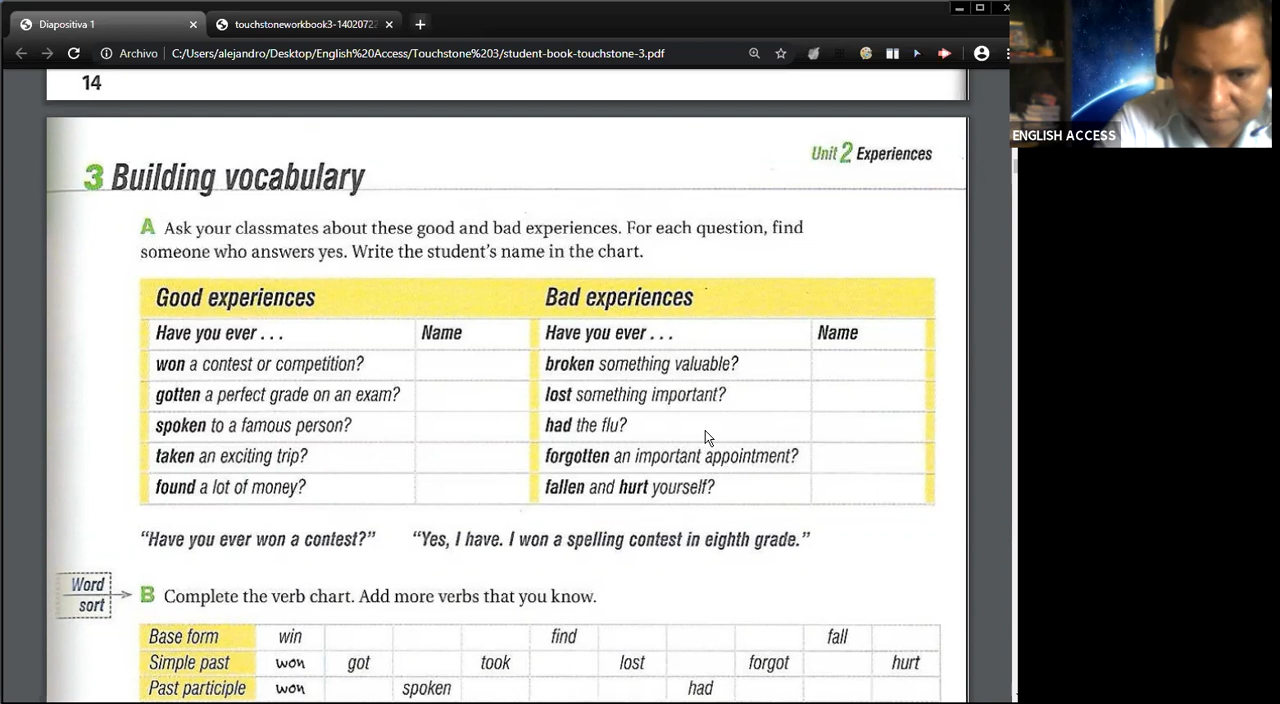 Diapositiva 1
touchstoneworkbook3-1402072
Archivo C:/Users/alejandro/Desktop/English%20Access/Touchstone%203/student-book-touchstone-3.pdf
ENGLISH ACCESS
14
Unit 2 Experiences
3 Building vocabulary
A Ask your classmates about these good and bad experiences. For each question, find
someone who answers yes. Write the student's name in the chart.
Good experiences Bad experiences
Have you ever . . . Name Have you ever . . . Name
won a contest or competition? broken something valuable?
gotten a perfect grade on an exam? lost something important?
spoken to a famous person? had the flu?
taken an exciting trip? forgotten an important appointment?
found a lot of money? fallen and hurt yourself?
"Have you ever won a contest?" "Yes, I have. I won a spelling contest in eighth grade."
Word
sort
B Complete the verb chart. Add more verbs that you know.
Base form win find fall
Simple past won got took lost forgot hurt
Past participle won spoken had